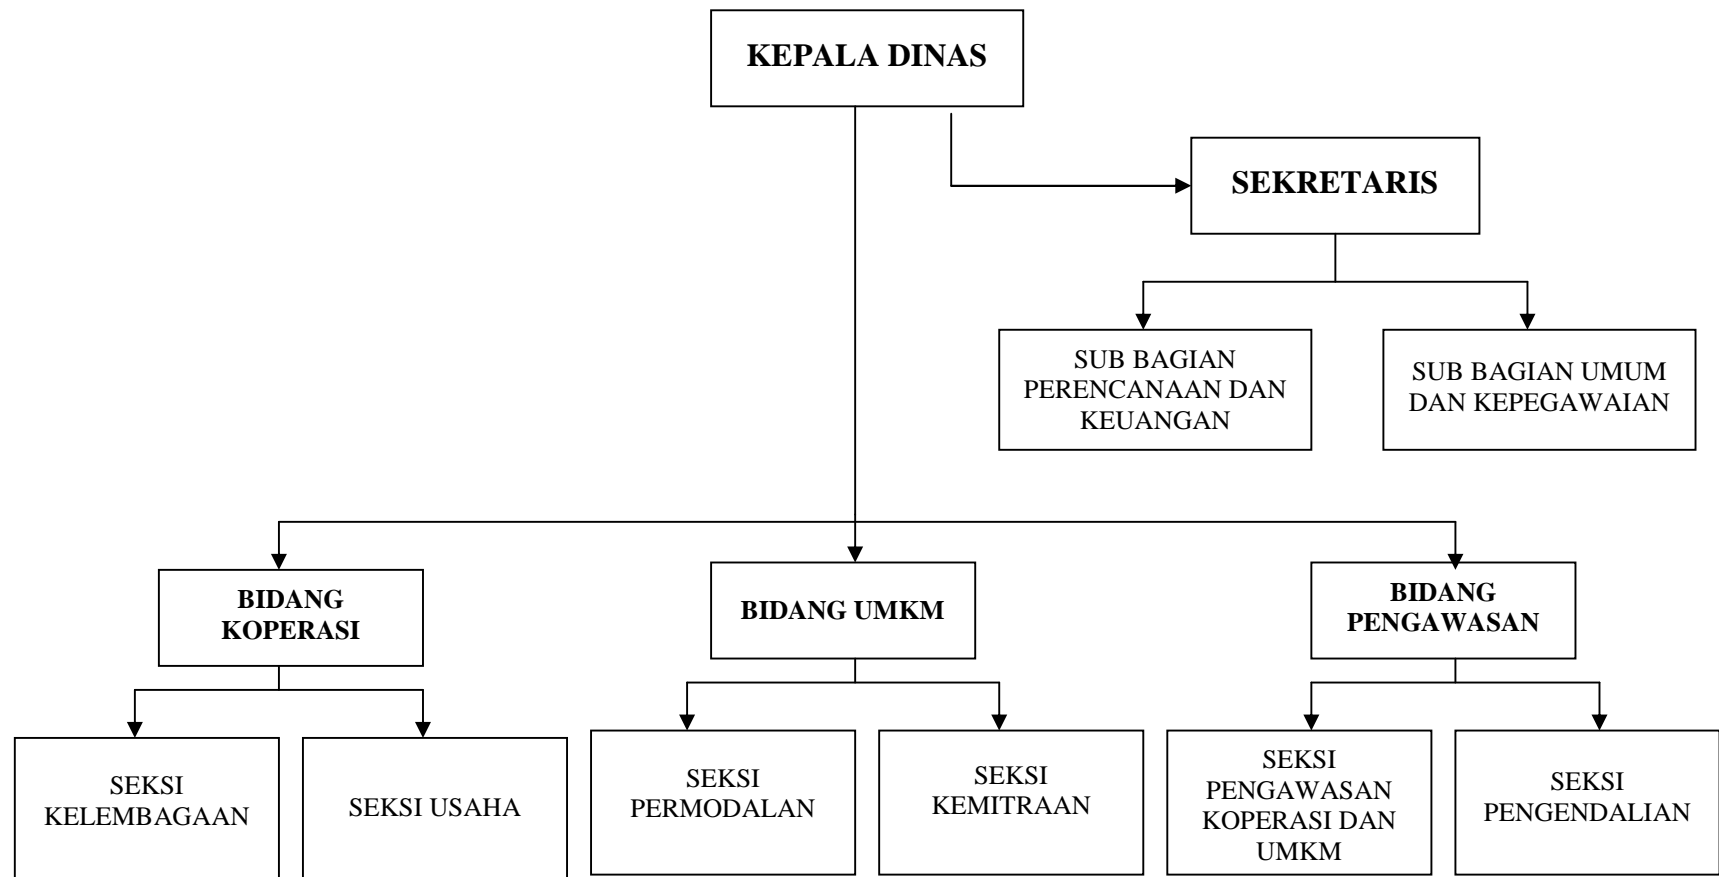 KEPALA DINAS
SEKRETARIS
SUB BAGIAN
PERENCANAAN DAN
KEUANGAN
SUB BAGIAN UMUM
DAN KEPEGAWAIAN
BIDANG
KOPERASI
BIDANG UMKM
BIDANG
PENGAWASAN
SEKSI
KELEMBAGAAN
SEKSI USAHA
SEKSI
PERMODALAN
SEKSI
KEMITRAAN
SEKSI
PENGAWASAN
KOPERASI DAN
UMKM
SEKSI
PENGENDALIAN